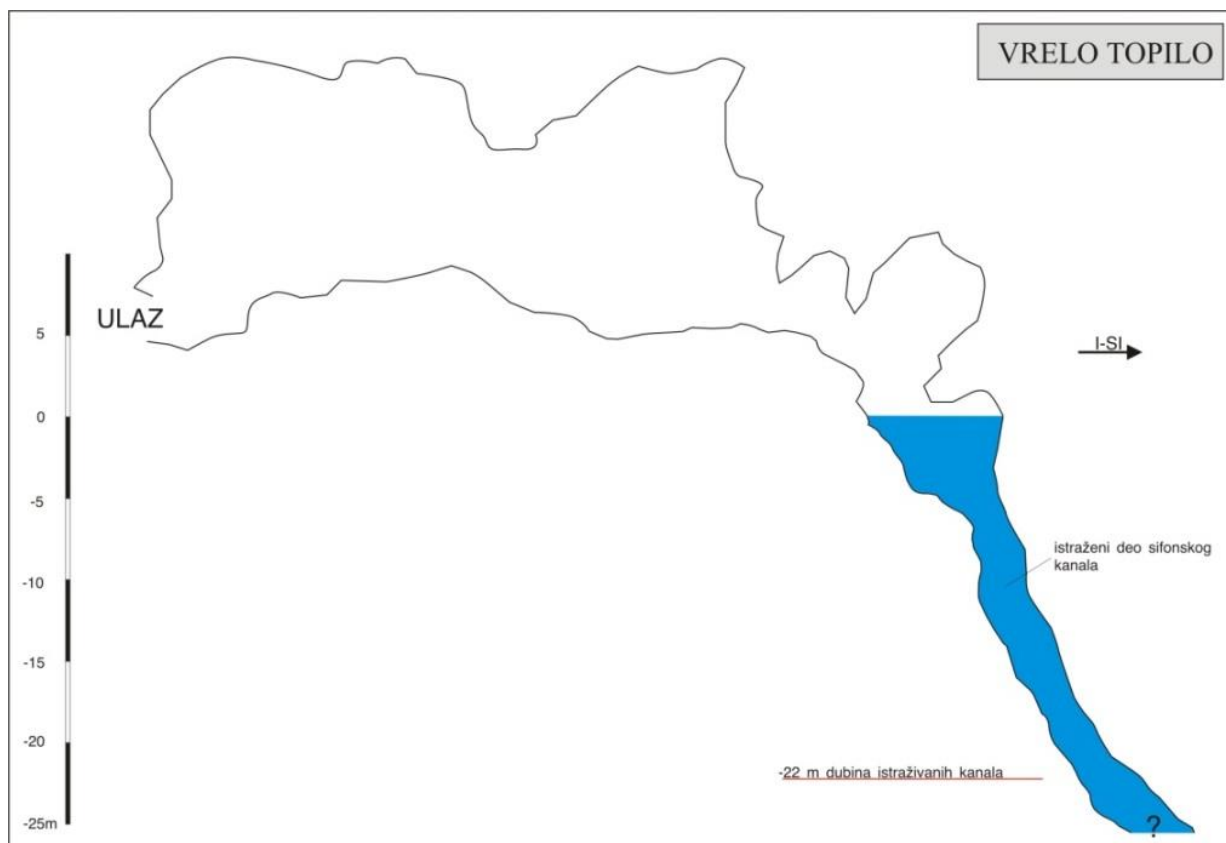 VRELO TOPILO
ULAZ
5
I-SI
0
-5
istraženi deo sifonskog
kanala
-10
-15
-20
-22 m dubina istraživanih kanala
-25m
?